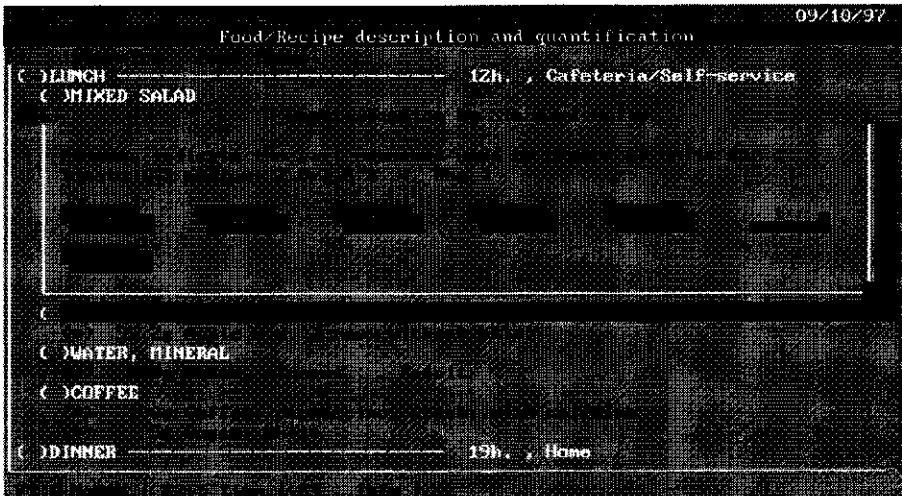 09/10/97
Food/Recipe description and quantification
( )LUNCH 12h. , Cafeteria/Self-service
( )MIXED SALAD
(
( )WATER, MINERAL
( )COFFEE
( )DINNER 19h. , Home